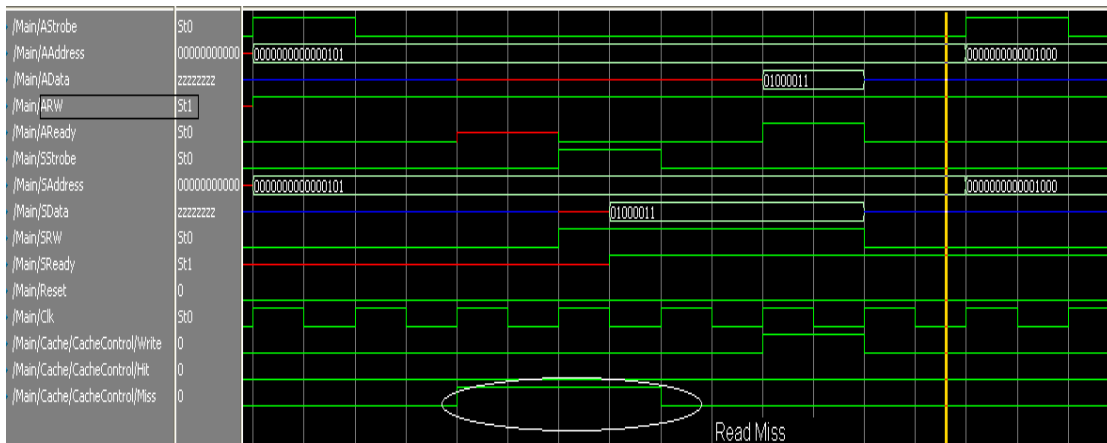 /Main/AStrobe St0
/Main/AAddress 00000000000 0000000000000101 0000000000001000
/Main/AData zzzzzzzz 01000011
/Main/ARW St1
/Main/AReady St0
/Main/SStrobe St0
/Main/SAddress 00000000000 0000000000000101 0000000000001000
/Main/SData zzzzzzzz 01000011
/Main/SRW St0
/Main/SReady St1
/Main/Reset 0
/Main/Clk St0
/Main/Cache/CacheControl/Write 0
/Main/Cache/CacheControl/Hit 0
/Main/Cache/CacheControl/Miss 0
Read Miss